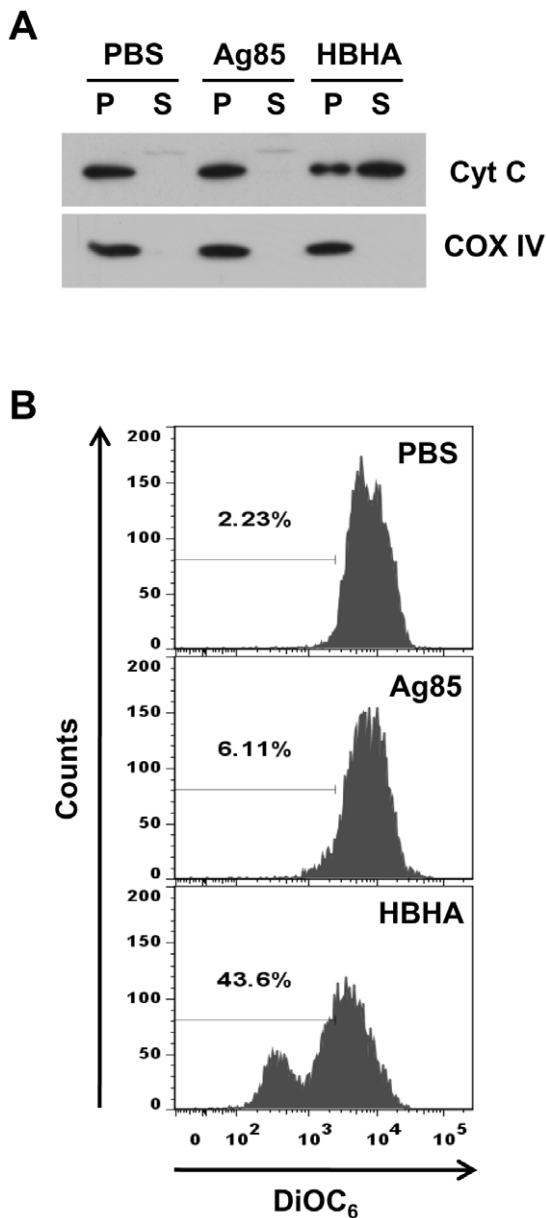 A
PBS Ag85 HBHA
P S P S P S
Cyt C
COX IV
B
Counts
200
150
100
50
0
PBS
2.23%
200
150
100
50
0
Ag85
6.11%
200
150
100
50
0
HBHA
43.6%
0 10² 10³ 10⁴ 10⁵
DiOC₆